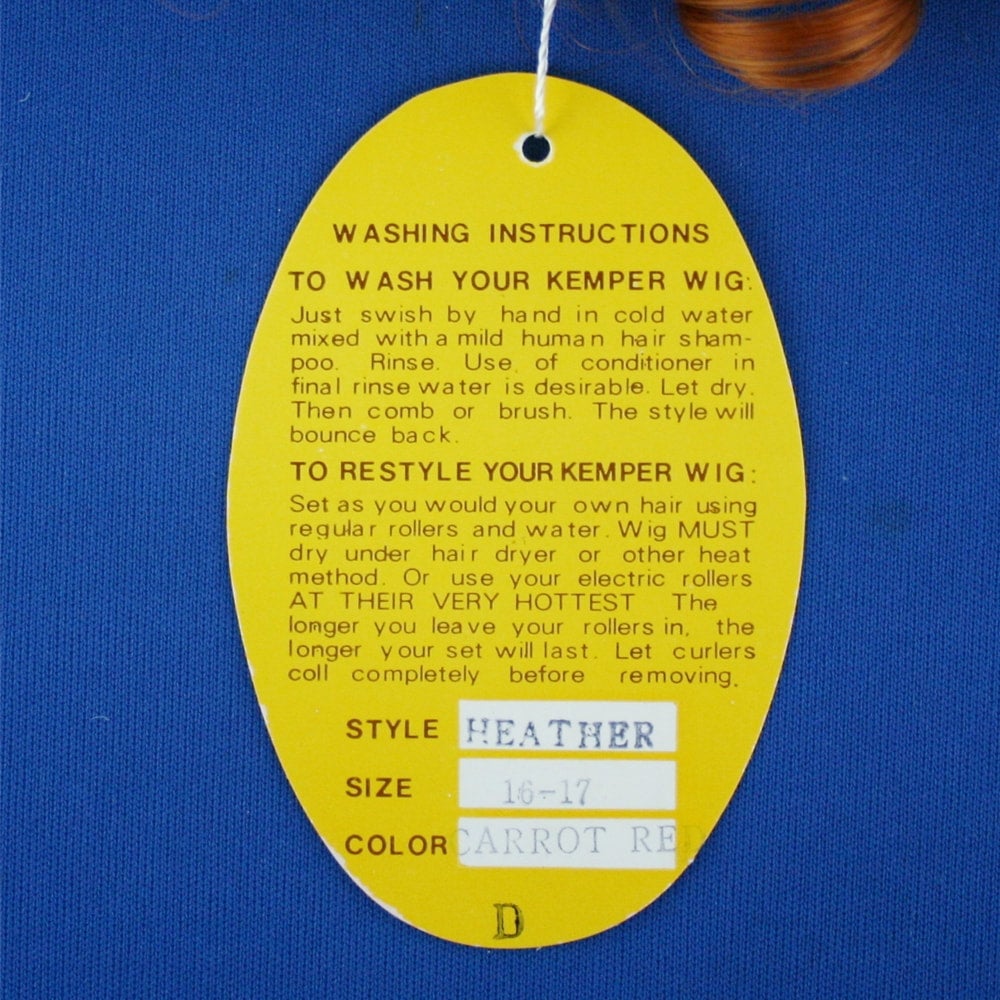 WASHING INSTRUCTIONS
TO WASH YOUR KEMPER WIG:
Just swish by hand in cold water
mixed with a mild human hair sham-
poo. Rinse. Use of conditioner in
final rinse water is desirable. Let dry.
Then comb or brush. The style will
bounce back.
TO RESTYLE YOUR KEMPER WIG:
Set as you would your own hair using
regular rollers and water. Wig MUST
dry under hair dryer or other heat
method. Or use your electric rollers
AT THEIR VERY HOTTEST The
longer you leave your rollers in, the
longer your set will last. Let curlers
coll completely before removing.
STYLE HEATHER
SIZE 16-17
COLOR CARROT RED
D